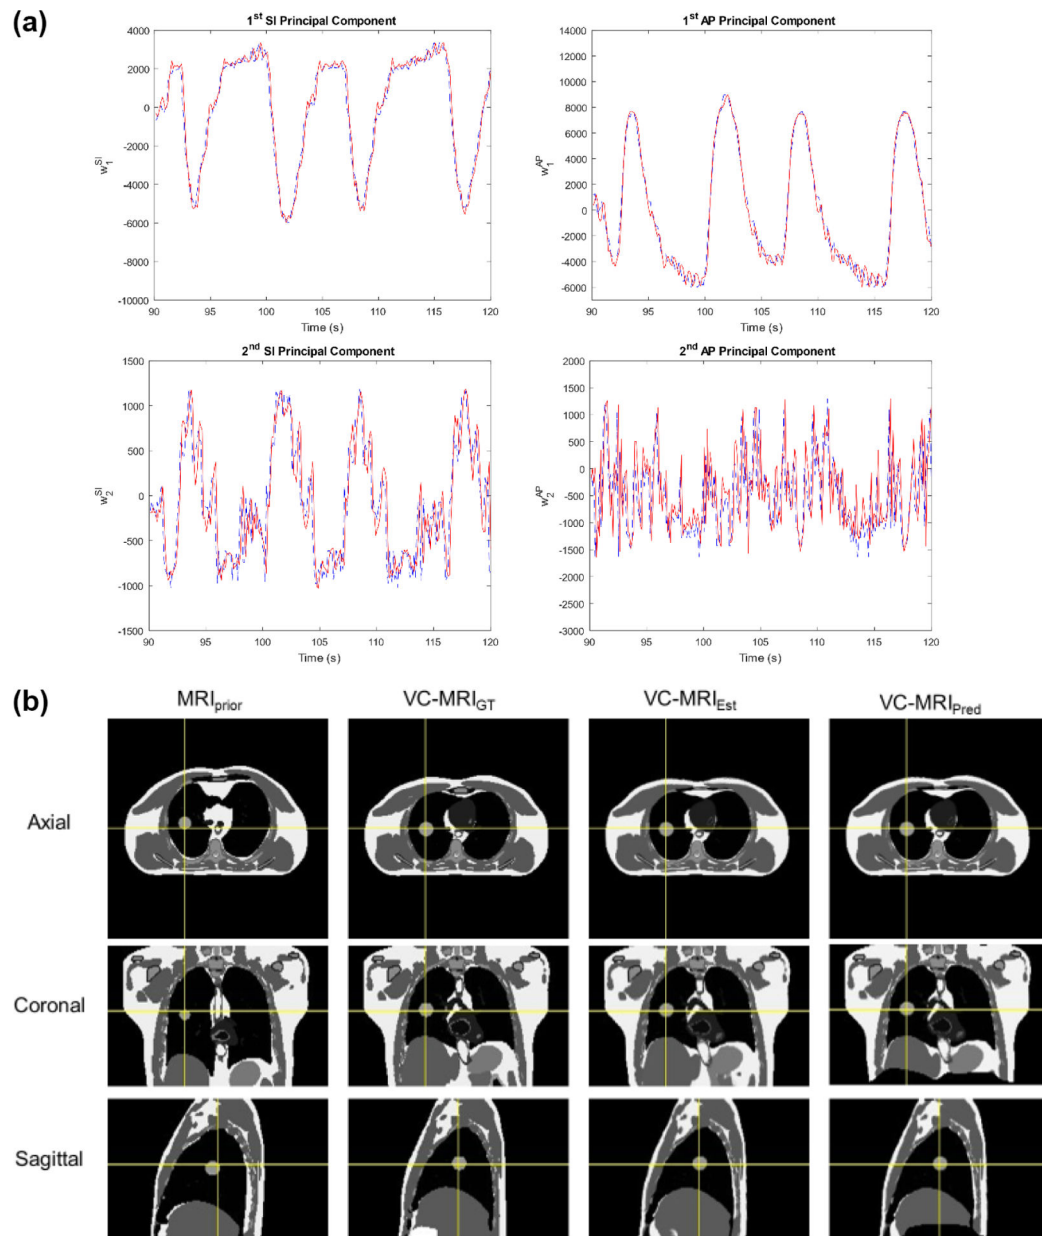 (a)
1st SI Principal Component
4000
2000
0
-2000
-4000
-6000
-8000
-10000
w1SI
90 95 100 105 110 115 120
Time (s)
1st AP Principal Component
14000
12000
10000
8000
6000
4000
2000
0
-2000
-4000
-6000
w1AP
90 95 100 105 110 115 120
Time (s)
2nd SI Principal Component
1500
1000
500
0
-500
-1000
-1500
w2SI
90 95 100 105 110 115 120
Time (s)
2nd AP Principal Component
2000
1500
1000
500
0
-500
-1000
-1500
-2000
-2500
-3000
w2AP
90 95 100 105 110 115 120
Time (s)
(b)
MRIprior VC-MRIGT VC-MRIEst VC-MRIPred
Axial
Coronal
Sagittal